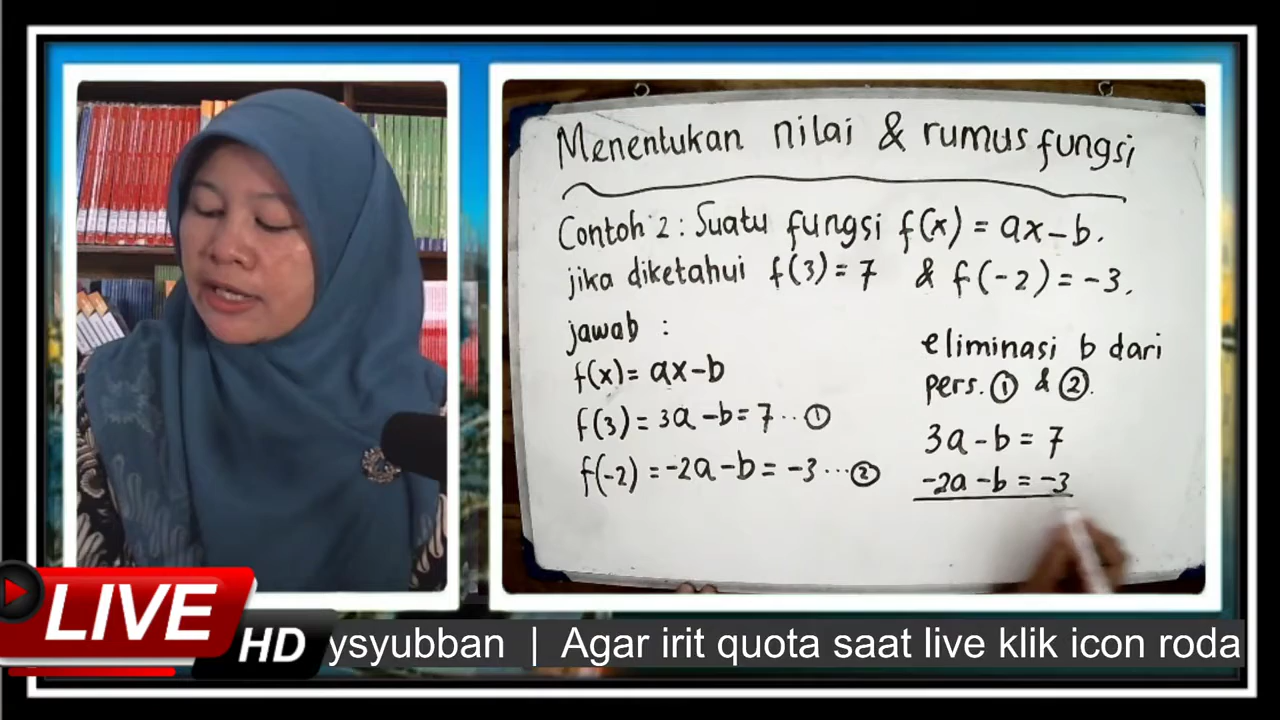 Menentukan nilai & rumus fungsi
Contoh 2 : Suatu fungsi f(x) = ax - b.
jika diketahui f(3) = 7 & f(-2) = -3.
jawab :
f(x) = ax - b
f(3) = 3a - b = 7 .. ①
f(-2) = -2a - b = -3 ... ②
eliminasi b dari
pers. ① & ②.
3a - b = 7
-2a - b = -3
LIVE
HD
ysyubban | Agar irit quota saat live klik icon roda